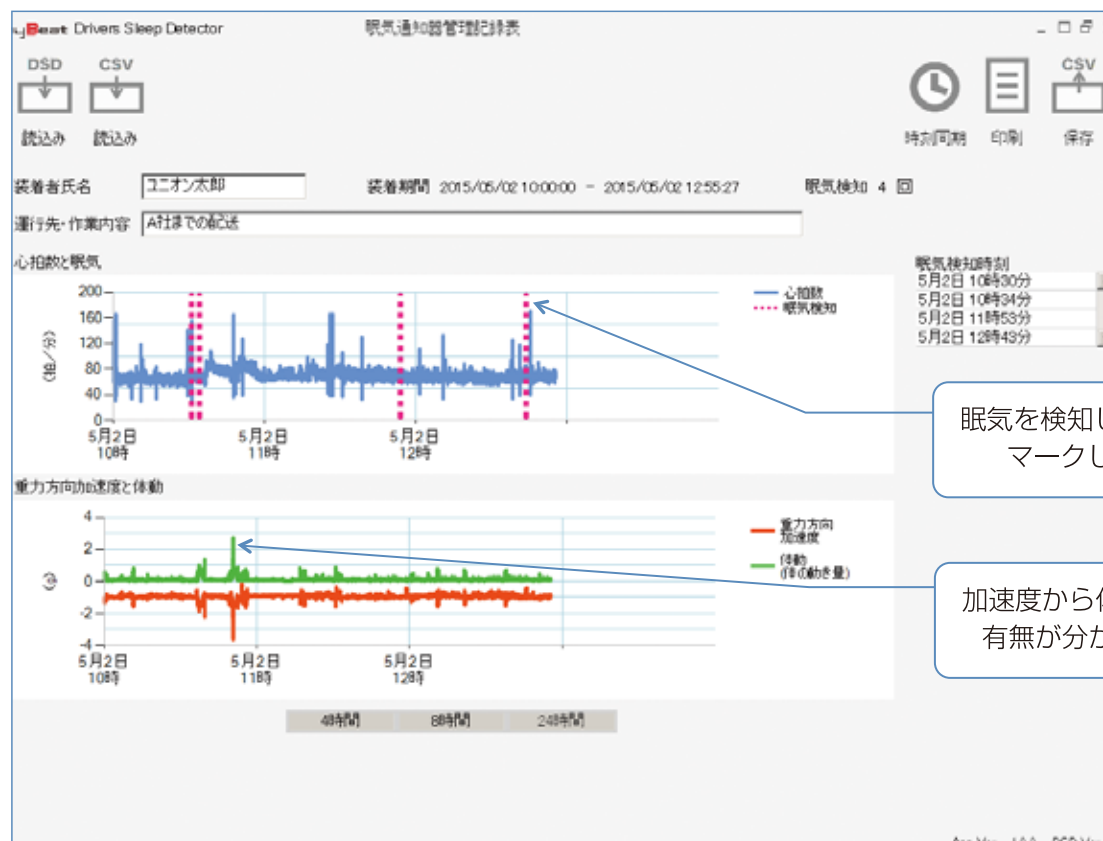 yBeat Drivers Sleep Detector
眠気通知器管理記録表
DSD
CSV
読込み
読込み
CSV
時刻同期
印刷
保存
装着者氏名 ユニオン太郎 装着期間 2015/05/02 10:00:00 － 2015/05/02 12:55:27 眠気検知 4 回
運行先・作業内容 A社までの配送
心拍数と眠気
眠気検知時刻
5月2日 10時30分
5月2日 10時34分
5月2日 11時53分
5月2日 12時43分
(拍／分)
200
160
120
80
40
0
5月2日 10時
5月2日 11時
5月2日 12時
心拍数
眠気検知
眠気を検知し
マークし
重力方向加速度と体動
(G)
4
2
0
-2
-4
5月2日 10時
5月2日 11時
5月2日 12時
重力方向
加速度
体動
(体の動き量)
加速度から
有無が分か
4時間 8時間 24時間